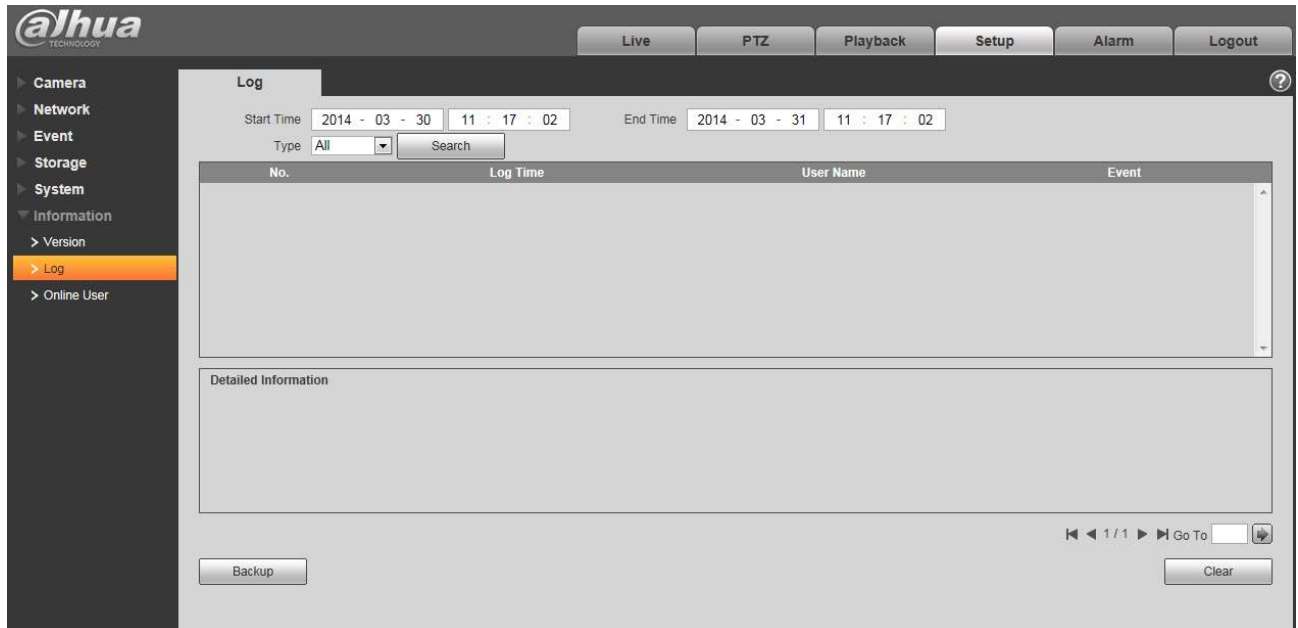 alhua
TECHNOLOGY
Live PTZ Playback Setup Alarm Logout
Camera
Network
Event
Storage
System
Information
> Version
> Log
> Online User
Log ?
Start Time 2014 - 03 - 30 11 : 17 : 02 End Time 2014 - 03 - 31 11 : 17 : 02
Type All Search
No. Log Time User Name Event
Detailed Information
1 / 1 Go To
Backup Clear